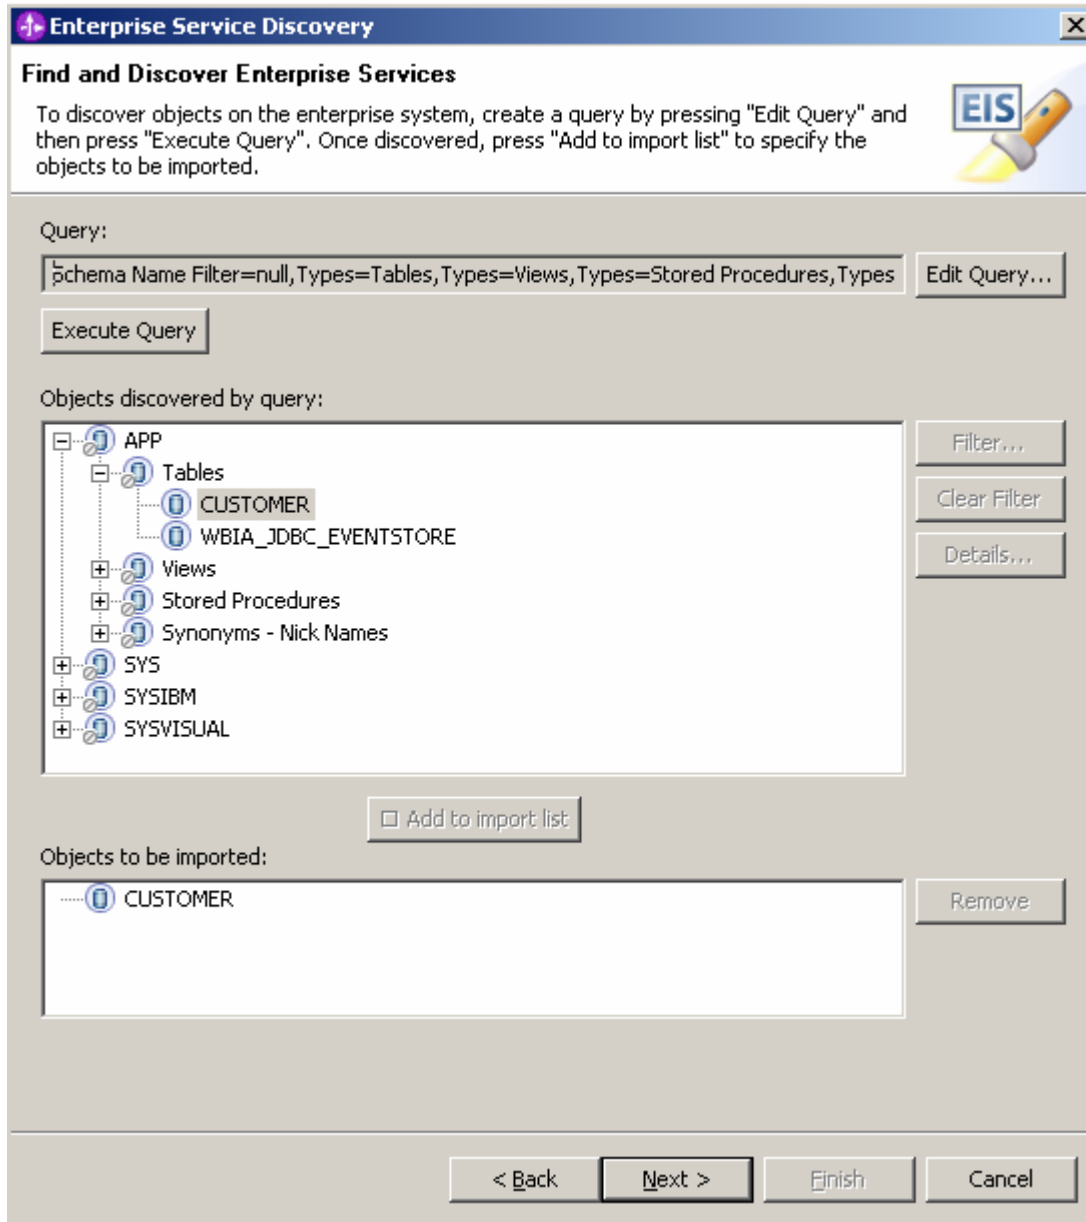 Enterprise Service Discovery
Find and Discover Enterprise Services
To discover objects on the enterprise system, create a query by pressing "Edit Query" and
then press "Execute Query". Once discovered, press "Add to import list" to specify the
objects to be imported.
EIS
Query:
Schema Name Filter=null,Types=Tables,Types=Views,Types=Stored Procedures,Types
Edit Query...
Execute Query
Objects discovered by query:
APP
Tables
CUSTOMER
WBIA_JDBC_EVENTSTORE
Views
Stored Procedures
Synonyms - Nick Names
SYS
SYSIBM
SYSVISUAL
Filter...
Clear Filter
Details...
Add to import list
Objects to be imported:
CUSTOMER
Remove
< Back
Next >
Finish
Cancel